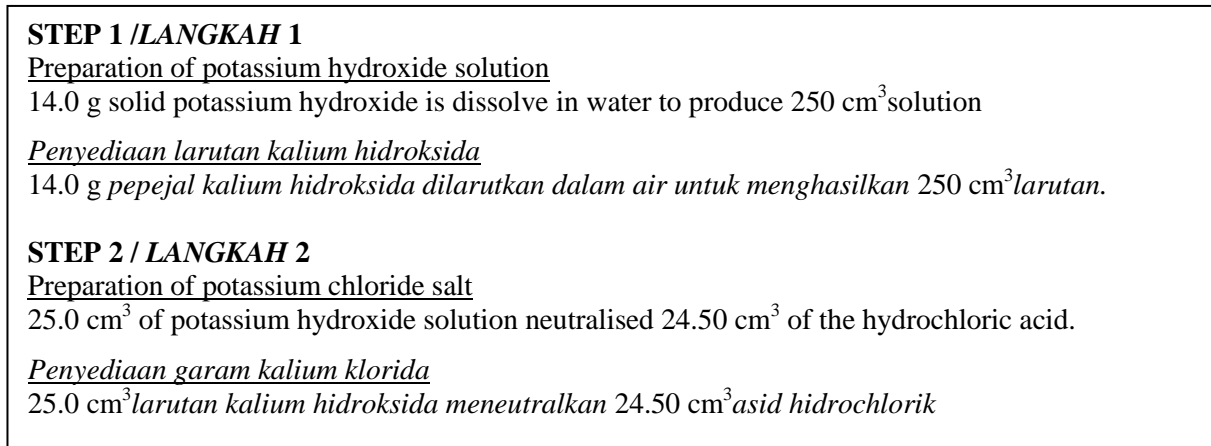 STEP 1 /LANGKAH 1
Preparation of potassium hydroxide solution
14.0 g solid potassium hydroxide is dissolve in water to produce 250 cm³solution
Penyediaan larutan kalium hidroksida
14.0 g pepejal kalium hidroksida dilarutkan dalam air untuk menghasilkan 250 cm³larutan.
STEP 2 / LANGKAH 2
Preparation of potassium chloride salt
25.0 cm³ of potassium hydroxide solution neutralised 24.50 cm³ of the hydrochloric acid.
Penyediaan garam kalium klorida
25.0 cm³larutan kalium hidroksida meneutralkan 24.50 cm³asid hidrochlorik